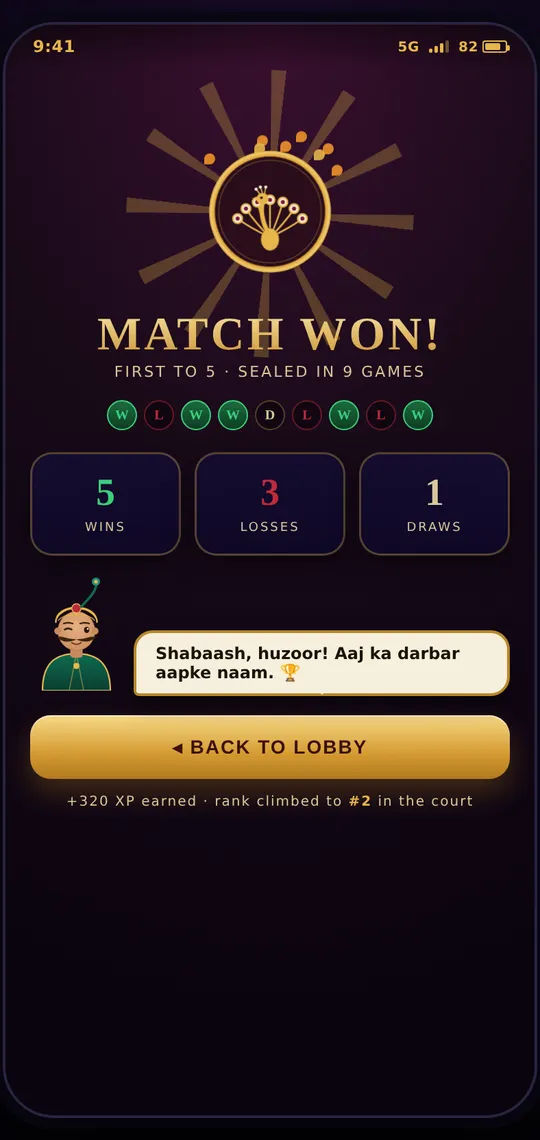 9:41 5G 82
MATCH WON!
FIRST TO 5 · SEALED IN 9 GAMES
W L W W D L W L W
5 3 1
WINS LOSSES DRAWS
Shabaash, huzoor! Aaj ka darbar
aapke naam. 🏆
◂ BACK TO LOBBY
+320 XP earned · rank climbed to #2 in the court